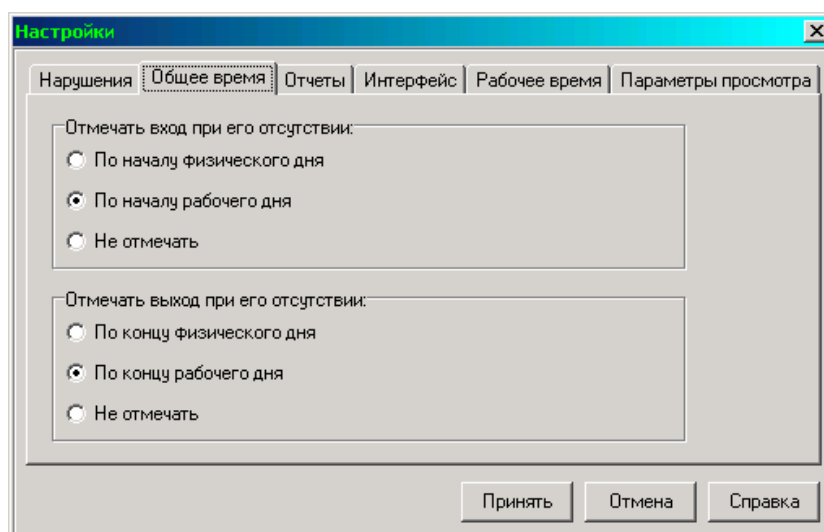 Настройки
Нарушения Общее время Отчеты Интерфейс Рабочее время Параметры просмотра
Отмечать вход при его отсутствии:
По началу физического дня
По началу рабочего дня
Не отмечать
Отмечать выход при его отсутствии:
По концу физического дня
По концу рабочего дня
Не отмечать
Принять Отмена Справка